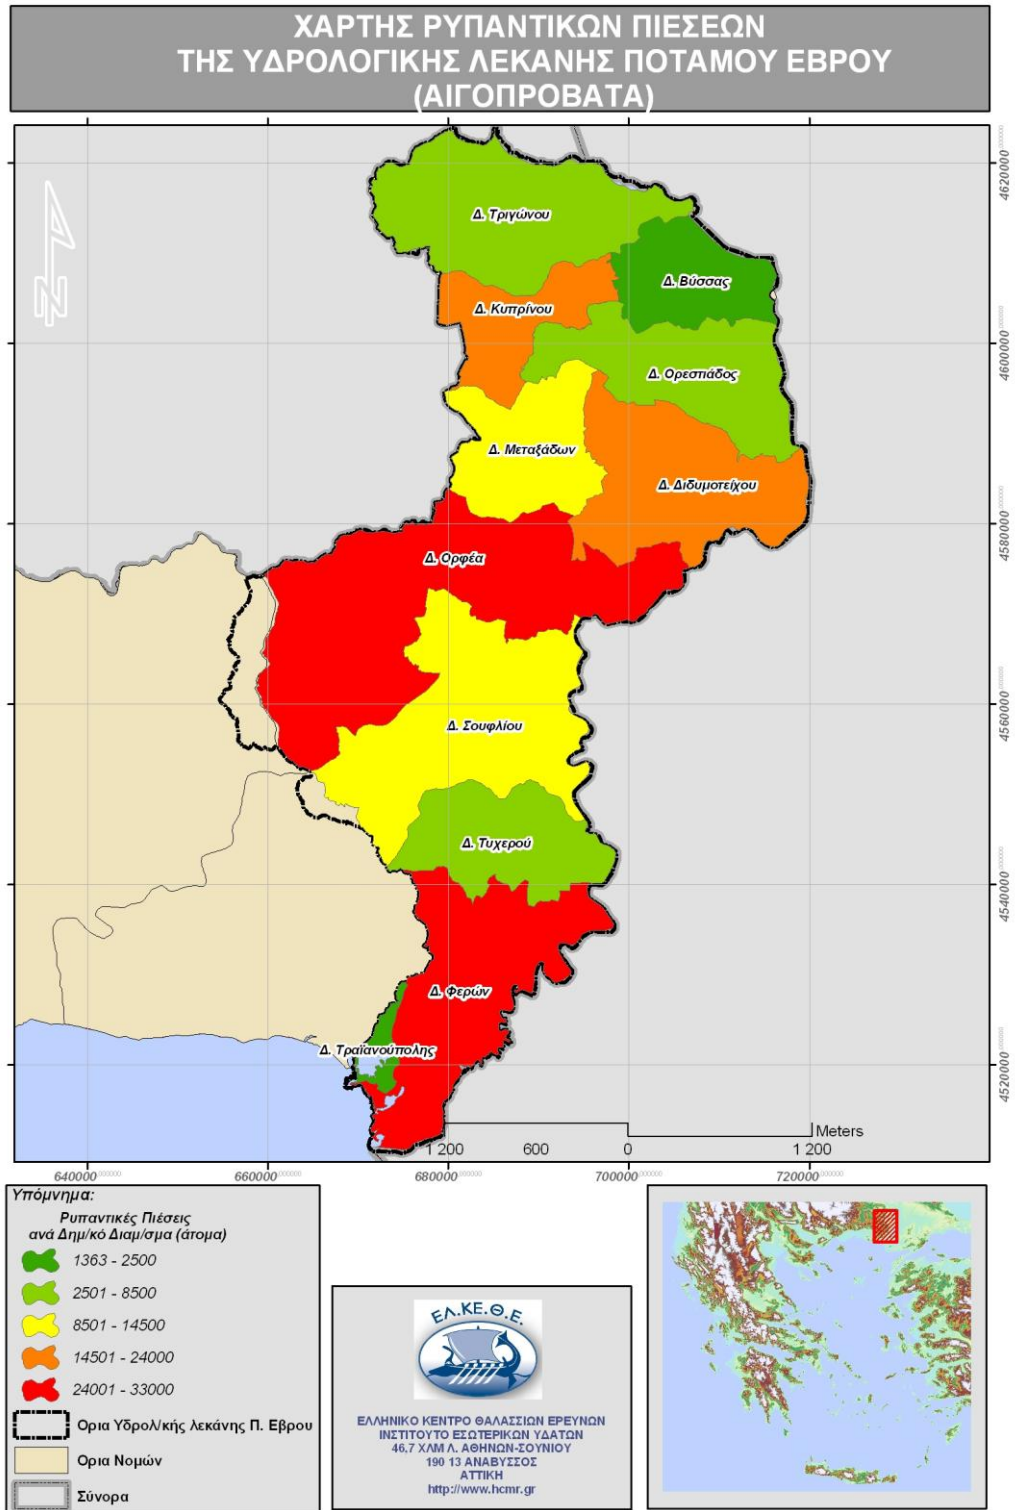 ΧΑΡΤΗΣ ΡΥΠΑΝΤΙΚΩΝ ΠΙΕΣΕΩΝ
ΤΗΣ ΥΔΡΟΛΟΓΙΚΗΣ ΛΕΚΑΝΗΣ ΠΟΤΑΜΟΥ ΕΒΡΟΥ
(ΑΙΓΟΠΡΟΒΑΤΑ)
4620000
Δ. Τριγώνου
Δ. Βύσσας
Δ. Κυπρίνου
4600000
Δ. Ορεστιάδος
Δ. Μεταξάδων
Δ. Διδυμοτείχου
4580000
Δ. Ορφέα
4560000
Δ. Σουφλίου
Δ. Τυχερού
4540000
Δ. Φερών
Δ. Τραϊανούπολης
4520000
Meters
1 200 600 0 1 200
640000 660000 680000 700000 720000
Υπόμνημα:
Ρυπαντικές Πιέσεις
ανά Δημ/κό Διαμ/σμα (άτομα)
1363 - 2500
2501 - 8500
8501 - 14500
14501 - 24000
24001 - 33000
Ορια Υδρολ/κής λεκάνης Π. Εβρου
Ορια Νομών
Σύνορα
ΕΛ.ΚΕ.Θ.Ε.
ΕΛΛΗΝΙΚΟ ΚΕΝΤΡΟ ΘΑΛΑΣΣΙΩΝ ΕΡΕΥΝΩΝ
ΙΝΣΤΙΤΟΥΤΟ ΕΣΩΤΕΡΙΚΩΝ ΥΔΑΤΩΝ
46,7 ΧΛΜ Λ. ΑΘΗΝΩΝ-ΣΟΥΝΙΟΥ
190 13 ΑΝΑΒΥΣΣΟΣ
ΑΤΤΙΚΗ
http://www.hcmr.gr